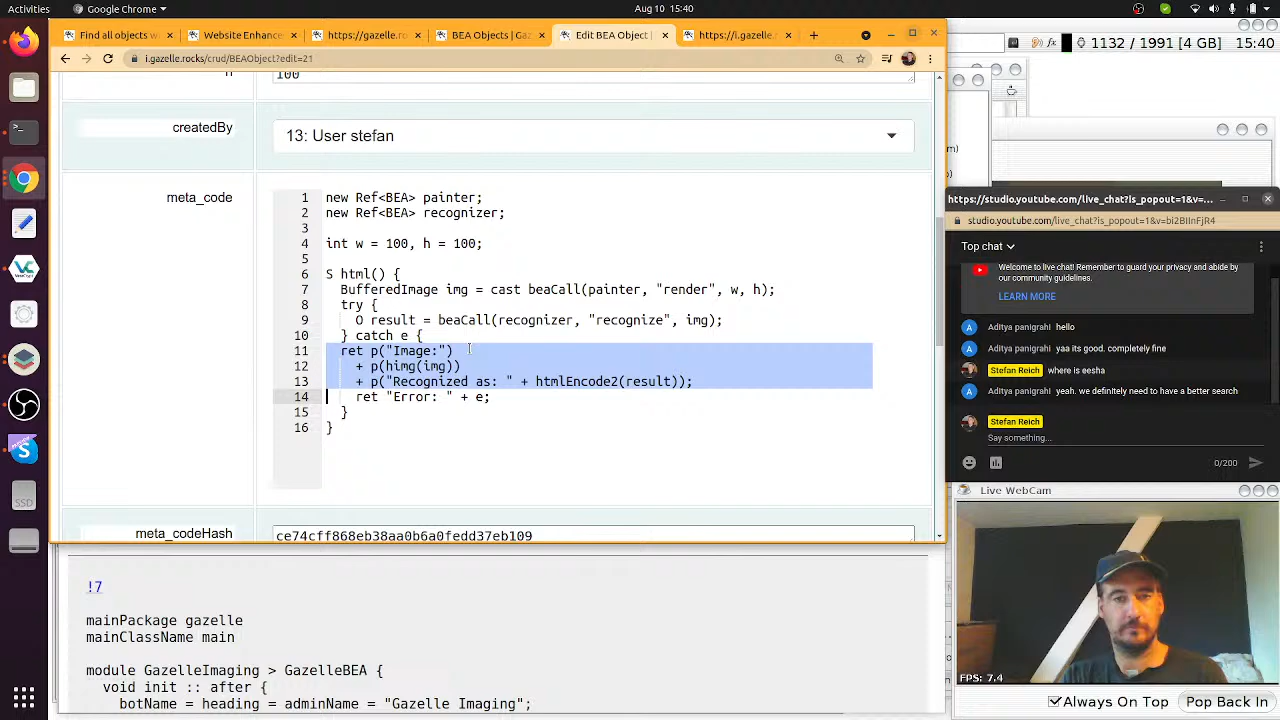 Activities
Google Chrome
Aug 10 15:40
Find all objects w
Website Enhance
https://gazelle.ro
BEA Objects | Gaz
Edit BEA Object |
https://i.gazelle.
i.gazelle.rocks/crud/BEAObject?edit=21
1132 / 1991 [4 GB]
15:40
100
createdBy
13: User stefan
meta_code
1 new Ref<BEA> painter;
2 new Ref<BEA> recognizer;
3
4 int w = 100, h = 100;
5
6 S html() {
7 BufferedImage img = cast beaCall(painter, "render", w, h);
8 try {
9 O result = beaCall(recognizer, "recognize", img);
10 } catch e {
11 ret p("Image:")
12 + p(himg(img))
13 + p("Recognized as: " + htmlEncode2(result));
14 ret "Error: " + e;
15 }
16 }
meta_codeHash
ce74cff868eb38aa0b6a0fedd37eb109
!7
mainPackage gazelle
mainClassName main
module GazelleImaging > GazelleBEA {
void init :: after {
botName = heading = adminName = "Gazelle Imaging";
https://studio.youtube.com/live_chat?is_popout=1&v=...
studio.youtube.com/live_chat?is_popout=1&v=bi2BIInFjR4
Top chat
Welcome to live chat! Remember to guard your privacy and abide by
our community guidelines.
LEARN MORE
A Aditya panigrahi hello
A Aditya panigrahi yaa its good. completely fine
Stefan Reich where is eesha
A Aditya panigrahi yeah. we definitely need to have a better search
Stefan Reich
Say something...
0/200
Live WebCam
FPS: 7.4
Always On Top
Pop Back In
SSD